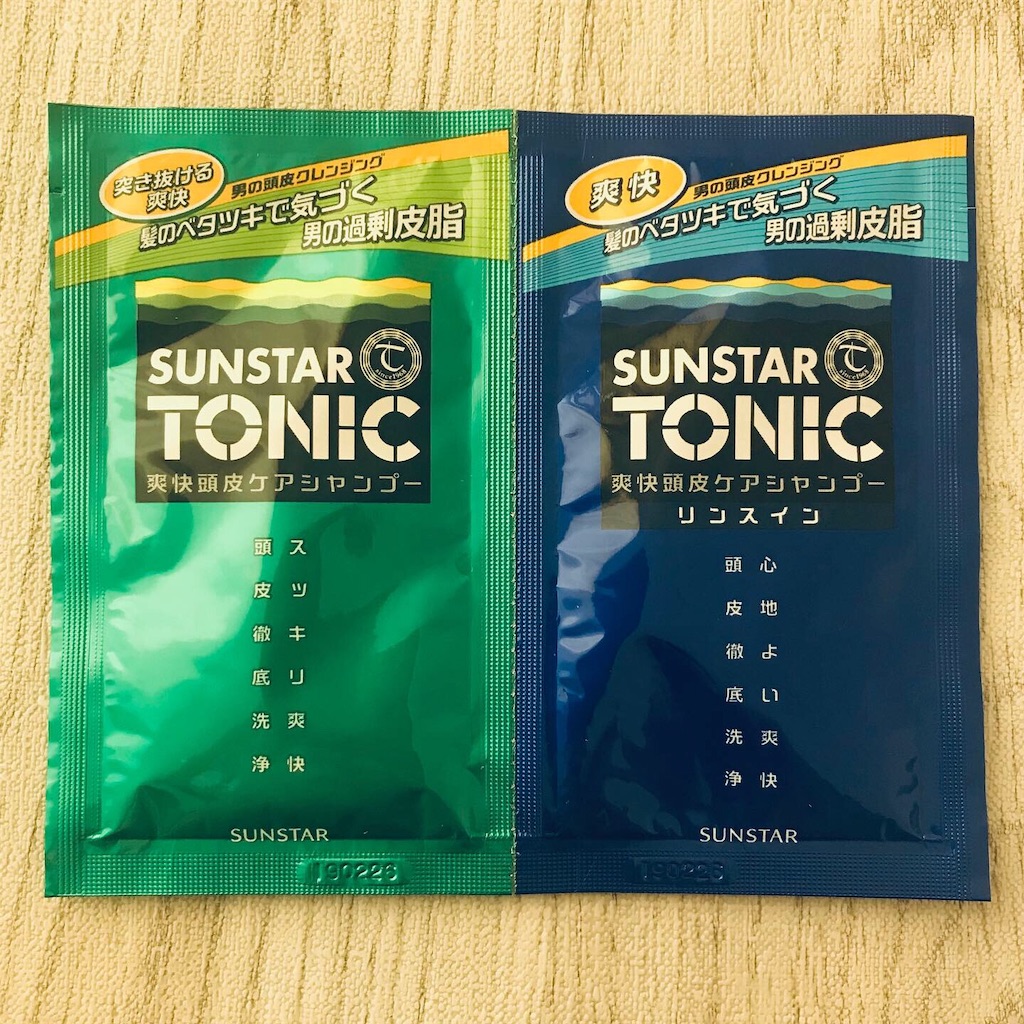 突き抜ける
爽快
男の頭皮クレンジング
髪のベタツキで気づく
男の過剰皮脂
SUNSTAR
since1968
TONIC
爽快頭皮ケアシャンプー
スツキリ爽快
頭皮徹底洗浄
SUNSTAR
190226
爽快
男の頭皮クレンジング
髪のベタツキで気づく
男の過剰皮脂
SUNSTAR
since1968
TONIC
爽快頭皮ケアシャンプー
リンスイン
心地よい爽快
頭皮徹底洗浄
SUNSTAR
190226